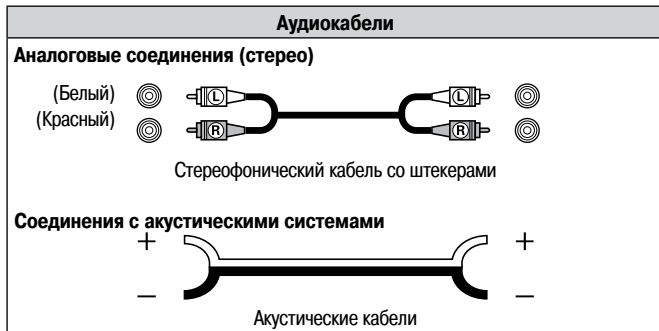 Аудиокабели
Аналоговые соединения (стерео)
(Белый) L L
(Красный) R R
Стереофонический кабель со штекерами
Соединения с акустическими системами
+ +
– –
Акустические кабели